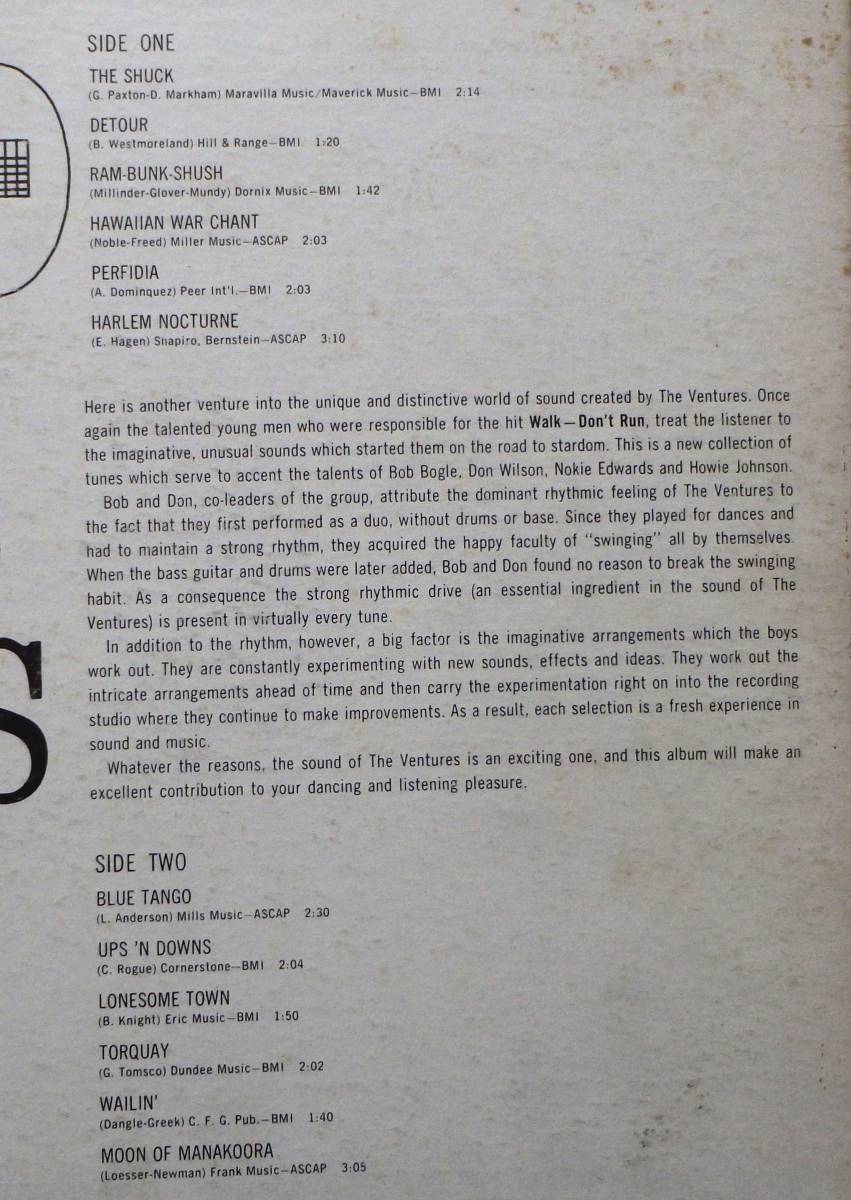 SIDE ONE
THE SHUCK
(G. Paxton-D. Markham) Maravilla Music/Maverick Music—BMI 2:14
DETOUR
(B. Westmoreland) Hill & Range—BMI 1:20
RAM-BUNK-SHUSH
(Millinder-Glover-Mundy) Dornix Music—BMI 1:42
HAWAIIAN WAR CHANT
(Noble-Freed) Miller Music—ASCAP 2:03
PERFIDIA
(A. Dominquez) Peer Int'l.—BMI 2:03
HARLEM NOCTURNE
(E. Hagen) Shapiro, Bernstein—ASCAP 3:10
Here is another venture into the unique and distinctive world of sound created by The Ventures. Once
again the talented young men who were responsible for the hit Walk—Don't Run, treat the listener to
the imaginative, unusual sounds which started them on the road to stardom. This is a new collection of
tunes which serve to accent the talents of Bob Bogle, Don Wilson, Nokie Edwards and Howie Johnson.
Bob and Don, co-leaders of the group, attribute the dominant rhythmic feeling of The Ventures to
the fact that they first performed as a duo, without drums or base. Since they played for dances and
had to maintain a strong rhythm, they acquired the happy faculty of "swinging" all by themselves.
When the bass guitar and drums were later added, Bob and Don found no reason to break the swinging
habit. As a consequence the strong rhythmic drive (an essential ingredient in the sound of The
Ventures) is present in virtually every tune.
In addition to the rhythm, however, a big factor is the imaginative arrangements which the boys
work out. They are constantly experimenting with new sounds, effects and ideas. They work out the
intricate arrangements ahead of time and then carry the experimentation right on into the recording
studio where they continue to make improvements. As a result, each selection is a fresh experience in
sound and music.
Whatever the reasons, the sound of The Ventures is an exciting one, and this album will make an
excellent contribution to your dancing and listening pleasure.
S
SIDE TWO
BLUE TANGO
(L. Anderson) Mills Music—ASCAP 2:30
UPS 'N DOWNS
(C. Rogue) Cornerstone—BMI 2:04
LONESOME TOWN
(B. Knight) Eric Music—BMI 1:50
TORQUAY
(G. Tomsco) Dundee Music—BMI 2:02
WAILIN'
(Dangle-Greek) C. F. G. Pub.—BMI 1:40
MOON OF MANAKOORA
(Loesser-Newman) Frank Music—ASCAP 3:05